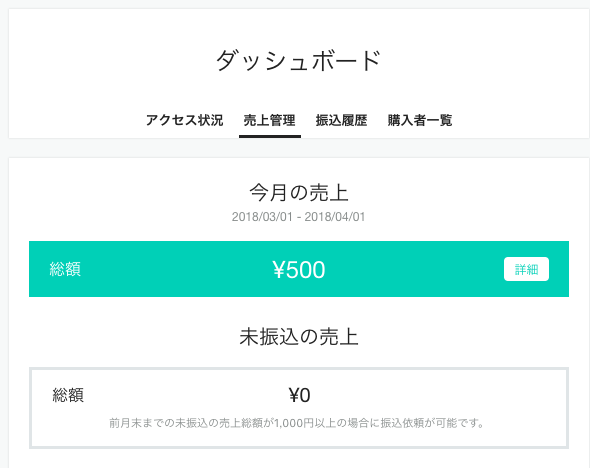 ダッシュボード
アクセス状況 売上管理 振込履歴 購入者一覧
今月の売上
2018/03/01 - 2018/04/01
総額 ¥500 詳細
未振込の売上
総額 ¥0
前月末までの未振込の売上総額が1,000円以上の場合に振込依頼が可能です。